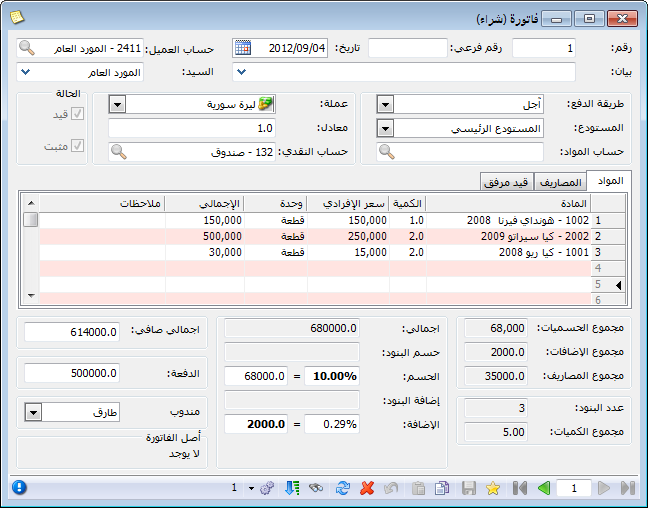 فاتورة (شراء)
رقم: 1 رقم فرعي: تاريخ: 2012/09/04 حساب العميل: 2411 - المورد العام
بيان: السيد: المورد العام
طريقة الدفع: آجل عملة: ليرة سورية الحالة
المستودع: المستودع الرئيسي معادل: 1.0 قيد
حساب المواد: حساب النقدي: 132 - صندوق مثبت
المواد المصاريف قيد مرفق
المادة الكمية سعر الإفرادي وحدة الإجمالي ملاحظات
1 1002 - هونداي فيرنا 2008 1.0 150,000 قطعة 150,000
2 2002 - كيا سيراتو 2009 2.0 250,000 قطعة 500,000
3 1001 - كيا ريو 2008 2.0 15,000 قطعة 30,000
4
5
6
مجموع الحسميات: 68,000 اجمالي: 680000.0 اجمالي صافي: 614000.0
مجموع الإضافات: 2000.0 حسم البنود:
مجموع المصاريف: 35000.0 الحسم: 10.00% = 68000.0 الدفعة: 500000.0
عدد البنود: 3 إضافة البنود: مندوب طارق
مجموع الكميات: 5.00 الإضافة: 0.29% = 2000.0 أصل الفاتورة
لا يوجد
1 1